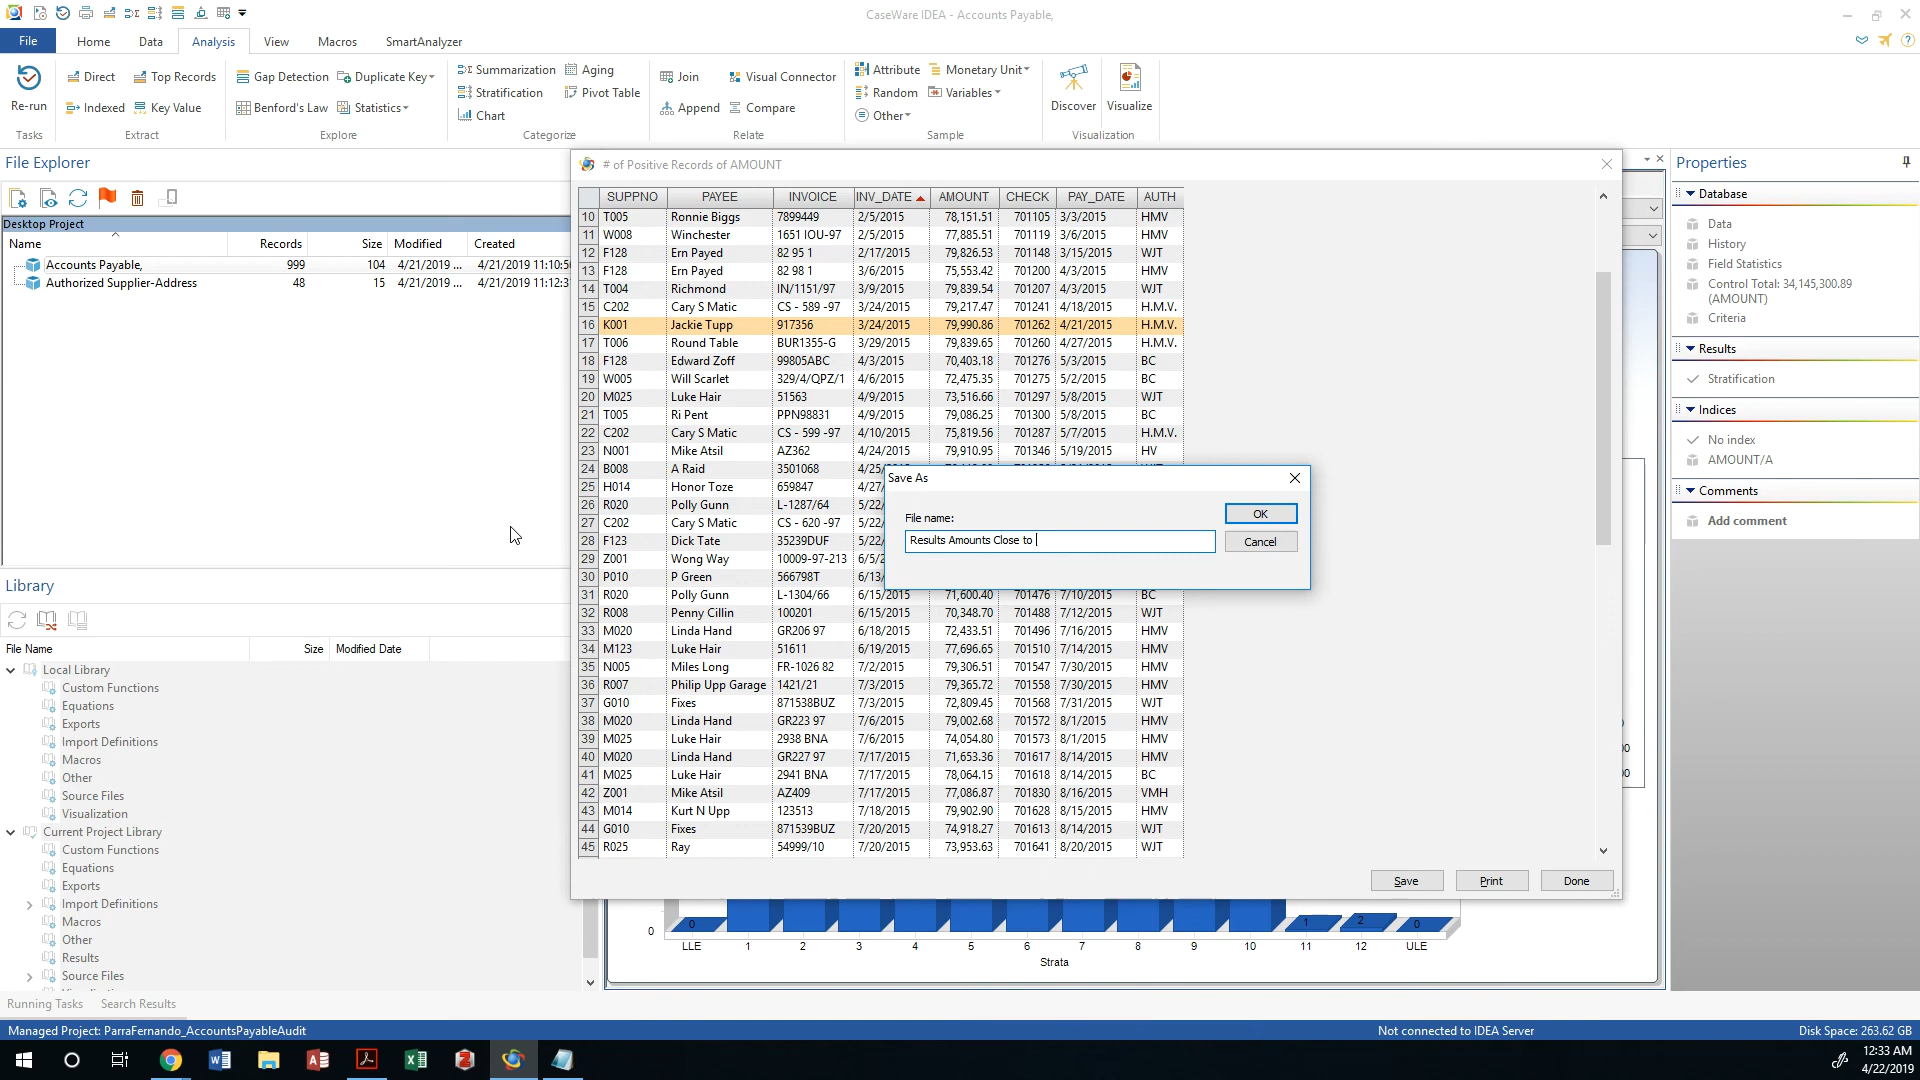 CaseWare IDEA - Accounts Payable,
File Home Data Analysis View Macros SmartAnalyzer
Re-run
Tasks
Direct Top Records
Indexed Key Value
Extract
Gap Detection Duplicate Key
Benford's Law Statistics
Explore
Summarization Aging
Stratification Pivot Table
Chart
Categorize
Join Visual Connector
Append Compare
Relate
Attribute Monetary Unit
Random Variables
Other
Sample
Discover Visualize
Visualization
File Explorer
Desktop Project
Name Records Size Modified Created
Accounts Payable, 999 104 4/21/2019 ... 4/21/2019 11:10:56
Authorized Supplier-Address 48 15 4/21/2019 ... 4/21/2019 11:12:3
Library
File Name Size Modified Date
Local Library
Custom Functions
Equations
Exports
Import Definitions
Macros
Other
Source Files
Visualization
Current Project Library
Custom Functions
Equations
Exports
Import Definitions
Macros
Other
Results
Source Files
Running Tasks Search Results
# of Positive Records of AMOUNT
SUPPNO PAYEE INVOICE INV_DATE AMOUNT CHECK PAY_DATE AUTH
10 T005 Ronnie Biggs 7899449 2/5/2015 78,151.51 701105 3/3/2015 HMV
11 W008 Winchester 1651 IOU-97 2/5/2015 77,885.51 701119 3/6/2015 HMV
12 F128 Ern Payed 82 95 1 2/17/2015 79,826.53 701148 3/15/2015 WJT
13 F128 Ern Payed 82 98 1 3/6/2015 75,553.42 701200 4/3/2015 HMV
14 T004 Richmond IN/1151/97 3/9/2015 79,839.54 701207 4/3/2015 WJT
15 C202 Cary S Matic CS - 589 -97 3/24/2015 79,217.47 701241 4/18/2015 H.M.V.
16 K001 Jackie Tupp 917356 3/24/2015 79,990.86 701262 4/21/2015 H.M.V.
17 T006 Round Table BUR1355-G 3/29/2015 79,839.65 701260 4/27/2015 H.M.V.
18 F128 Edward Zoff 99805ABC 4/3/2015 70,403.18 701276 5/3/2015 BC
19 W005 Will Scarlet 329/4/QPZ/1 4/6/2015 72,475.35 701275 5/2/2015 BC
20 M025 Luke Hair 51563 4/9/2015 73,516.66 701297 5/8/2015 WJT
21 T005 Ri Pent PPN98831 4/9/2015 79,086.25 701300 5/8/2015 BC
22 C202 Cary S Matic CS - 599 -97 4/10/2015 75,819.56 701287 5/7/2015 H.M.V.
23 N001 Mike Atsil AZ362 4/24/2015 79,910.95 701346 5/19/2015 HV
24 B008 A Raid 3501068 4/25/
25 H014 Honor Toze 659847 4/27/
26 R020 Polly Gunn L-1287/64 5/22/
27 C202 Cary S Matic CS - 620 -97 5/22/
28 F123 Dick Tate 35239DUF 5/22/
29 Z001 Wong Way 10009-97-213 6/5/2
30 P010 P Green 566798T 6/13/
31 R020 Polly Gunn L-1304/66 6/15/2015 71,600.40 701476 7/10/2015 BC
32 R008 Penny Cillin 100201 6/15/2015 70,348.70 701488 7/12/2015 WJT
33 M020 Linda Hand GR206 97 6/18/2015 72,433.51 701496 7/16/2015 HMV
34 M123 Luke Hair 51611 6/19/2015 77,696.65 701510 7/14/2015 HMV
35 N005 Miles Long FR-1026 82 7/2/2015 79,306.51 701547 7/30/2015 HMV
36 R007 Philip Upp Garage 1421/21 7/3/2015 79,365.72 701558 7/30/2015 HMV
37 G010 Fixes 871538BUZ 7/3/2015 72,809.45 701568 7/31/2015 WJT
38 M020 Linda Hand GR223 97 7/6/2015 79,002.68 701572 8/1/2015 HMV
39 M025 Luke Hair 2938 BNA 7/6/2015 74,054.80 701573 8/1/2015 HMV
40 M020 Linda Hand GR227 97 7/17/2015 71,653.36 701617 8/14/2015 HMV
41 M025 Luke Hair 2941 BNA 7/17/2015 78,064.15 701618 8/14/2015 BC
42 Z001 Mike Atsil AZ409 7/17/2015 77,086.87 701830 8/16/2015 VMH
43 M014 Kurt N Upp 123513 7/18/2015 79,902.90 701628 8/15/2015 HMV
44 G010 Fixes 871539BUZ 7/20/2015 74,918.27 701613 8/14/2015 WJT
45 R025 Ray 54999/10 7/20/2015 73,953.63 701641 8/20/2015 WJT
Save Print Done
Save As
File name:
Results Amounts Close to
OK
Cancel
0 0 1 2 0
LLE 1 2 3 4 5 6 7 8 9 10 11 12 ULE
Strata
Properties
Database
Data
History
Field Statistics
Control Total: 34,145,300.89
(AMOUNT)
Criteria
Results
Stratification
Indices
No index
AMOUNT/A
Comments
Add comment
Managed Project: ParraFernando_AccountsPayableAudit Not connected to IDEA Server Disk Space: 263.62 GB
12:33 AM
4/22/2019